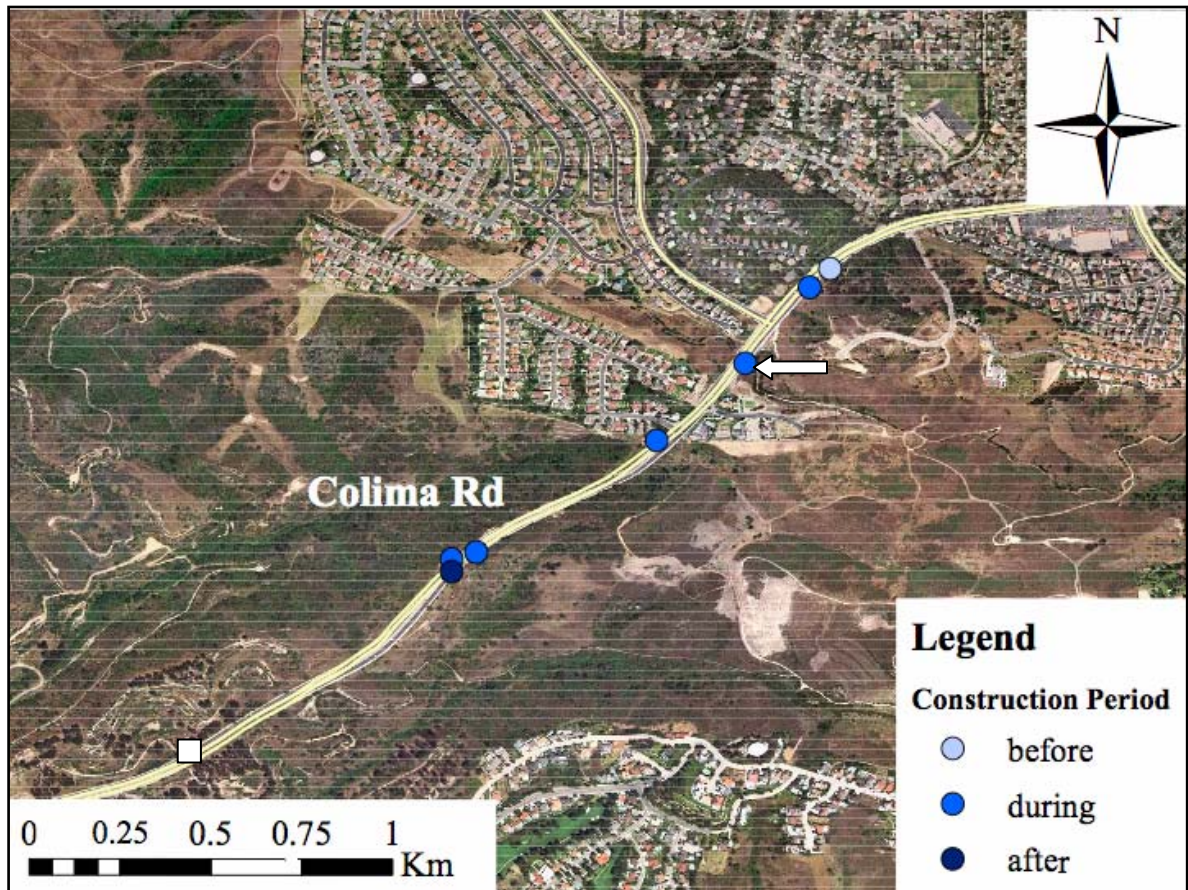 N
Colima Rd
Legend
Construction Period
before
during
after
0 0.25 0.5 0.75 1
Km